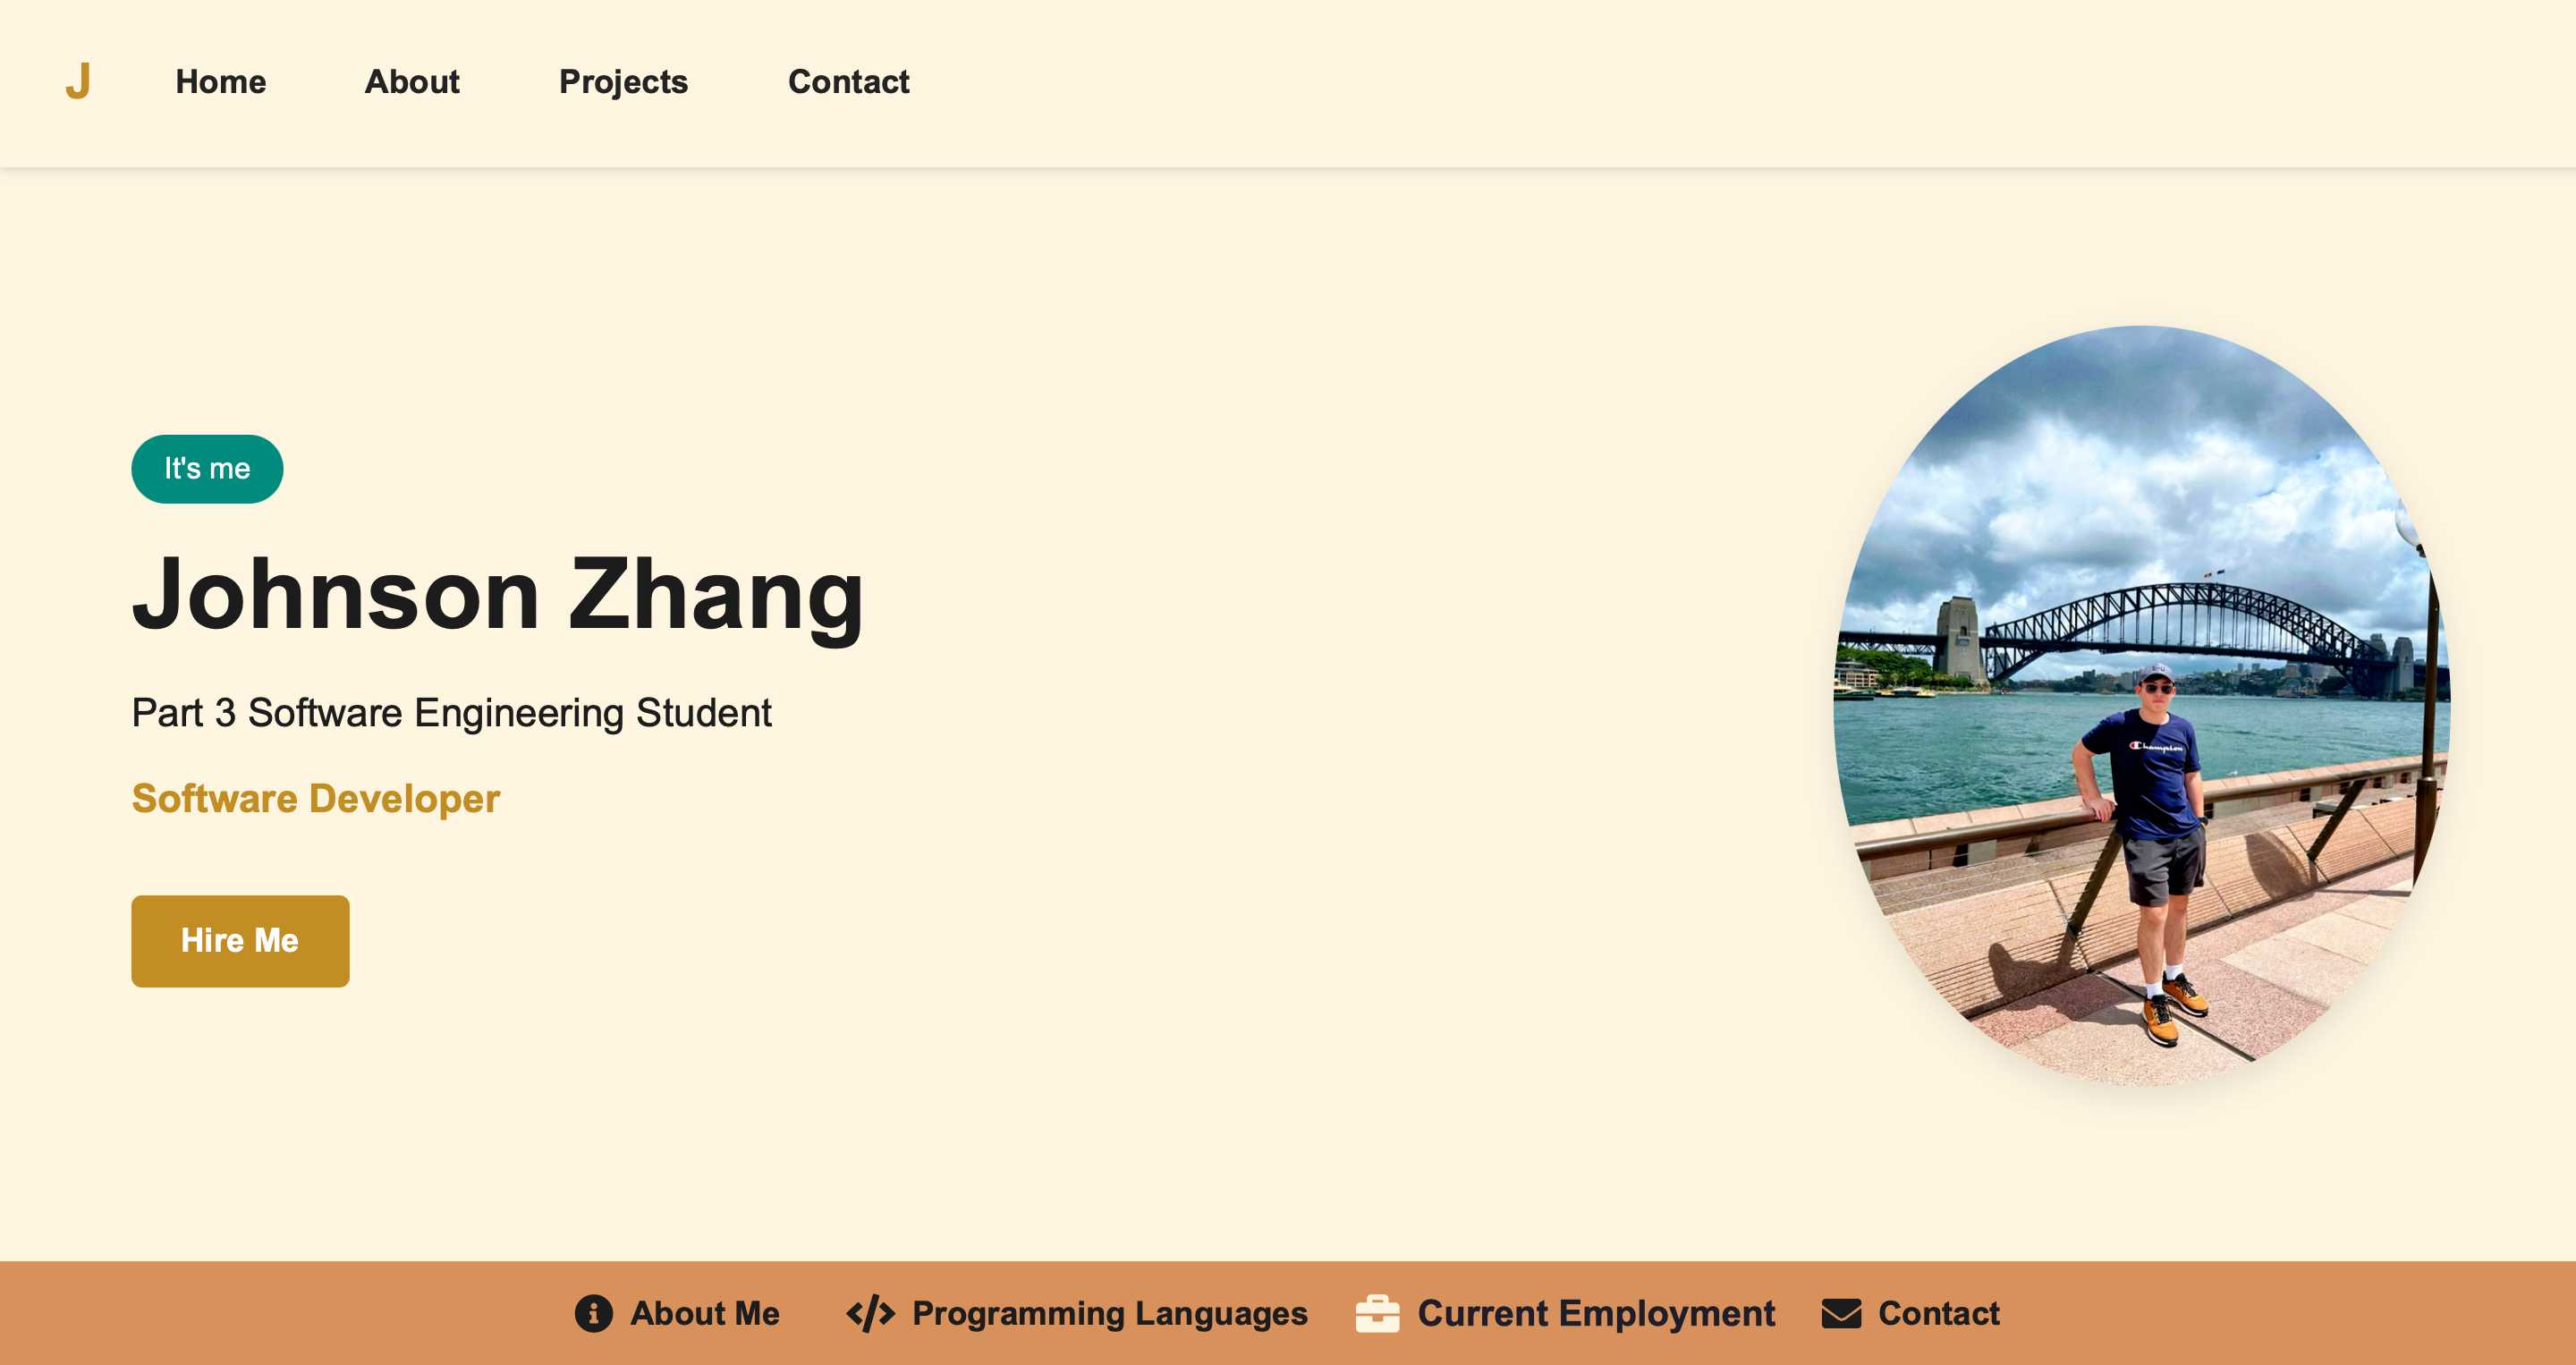 J Home About Projects Contact
It's me
Johnson Zhang
Part 3 Software Engineering Student
Software Developer
Hire Me
Champion
About Me Programming Languages Current Employment Contact